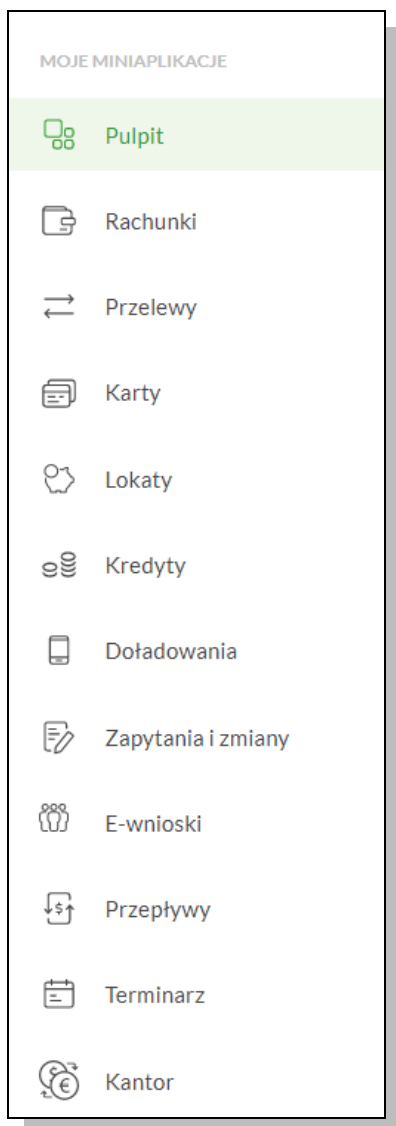 MOJE MINIAPLIKACJE
Pulpit
Rachunki
Przelewy
Karty
Lokaty
Kredyty
Doładowania
Zapytania i zmiany
E-wnioski
Przepływy
Terminarz
Kantor